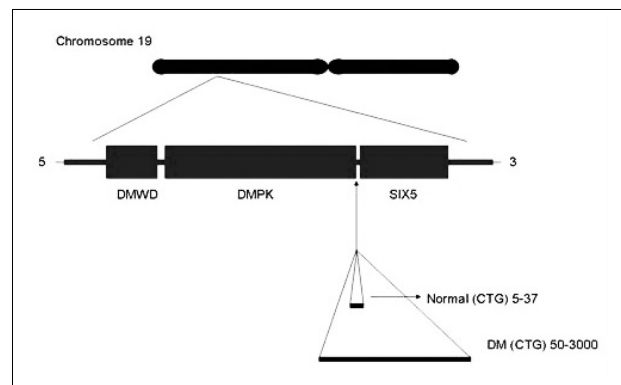 Chromosome 19
5
3
DMWD
DMPK
SIX5
Normal (CTG) 5-37
DM (CTG) 50-3000